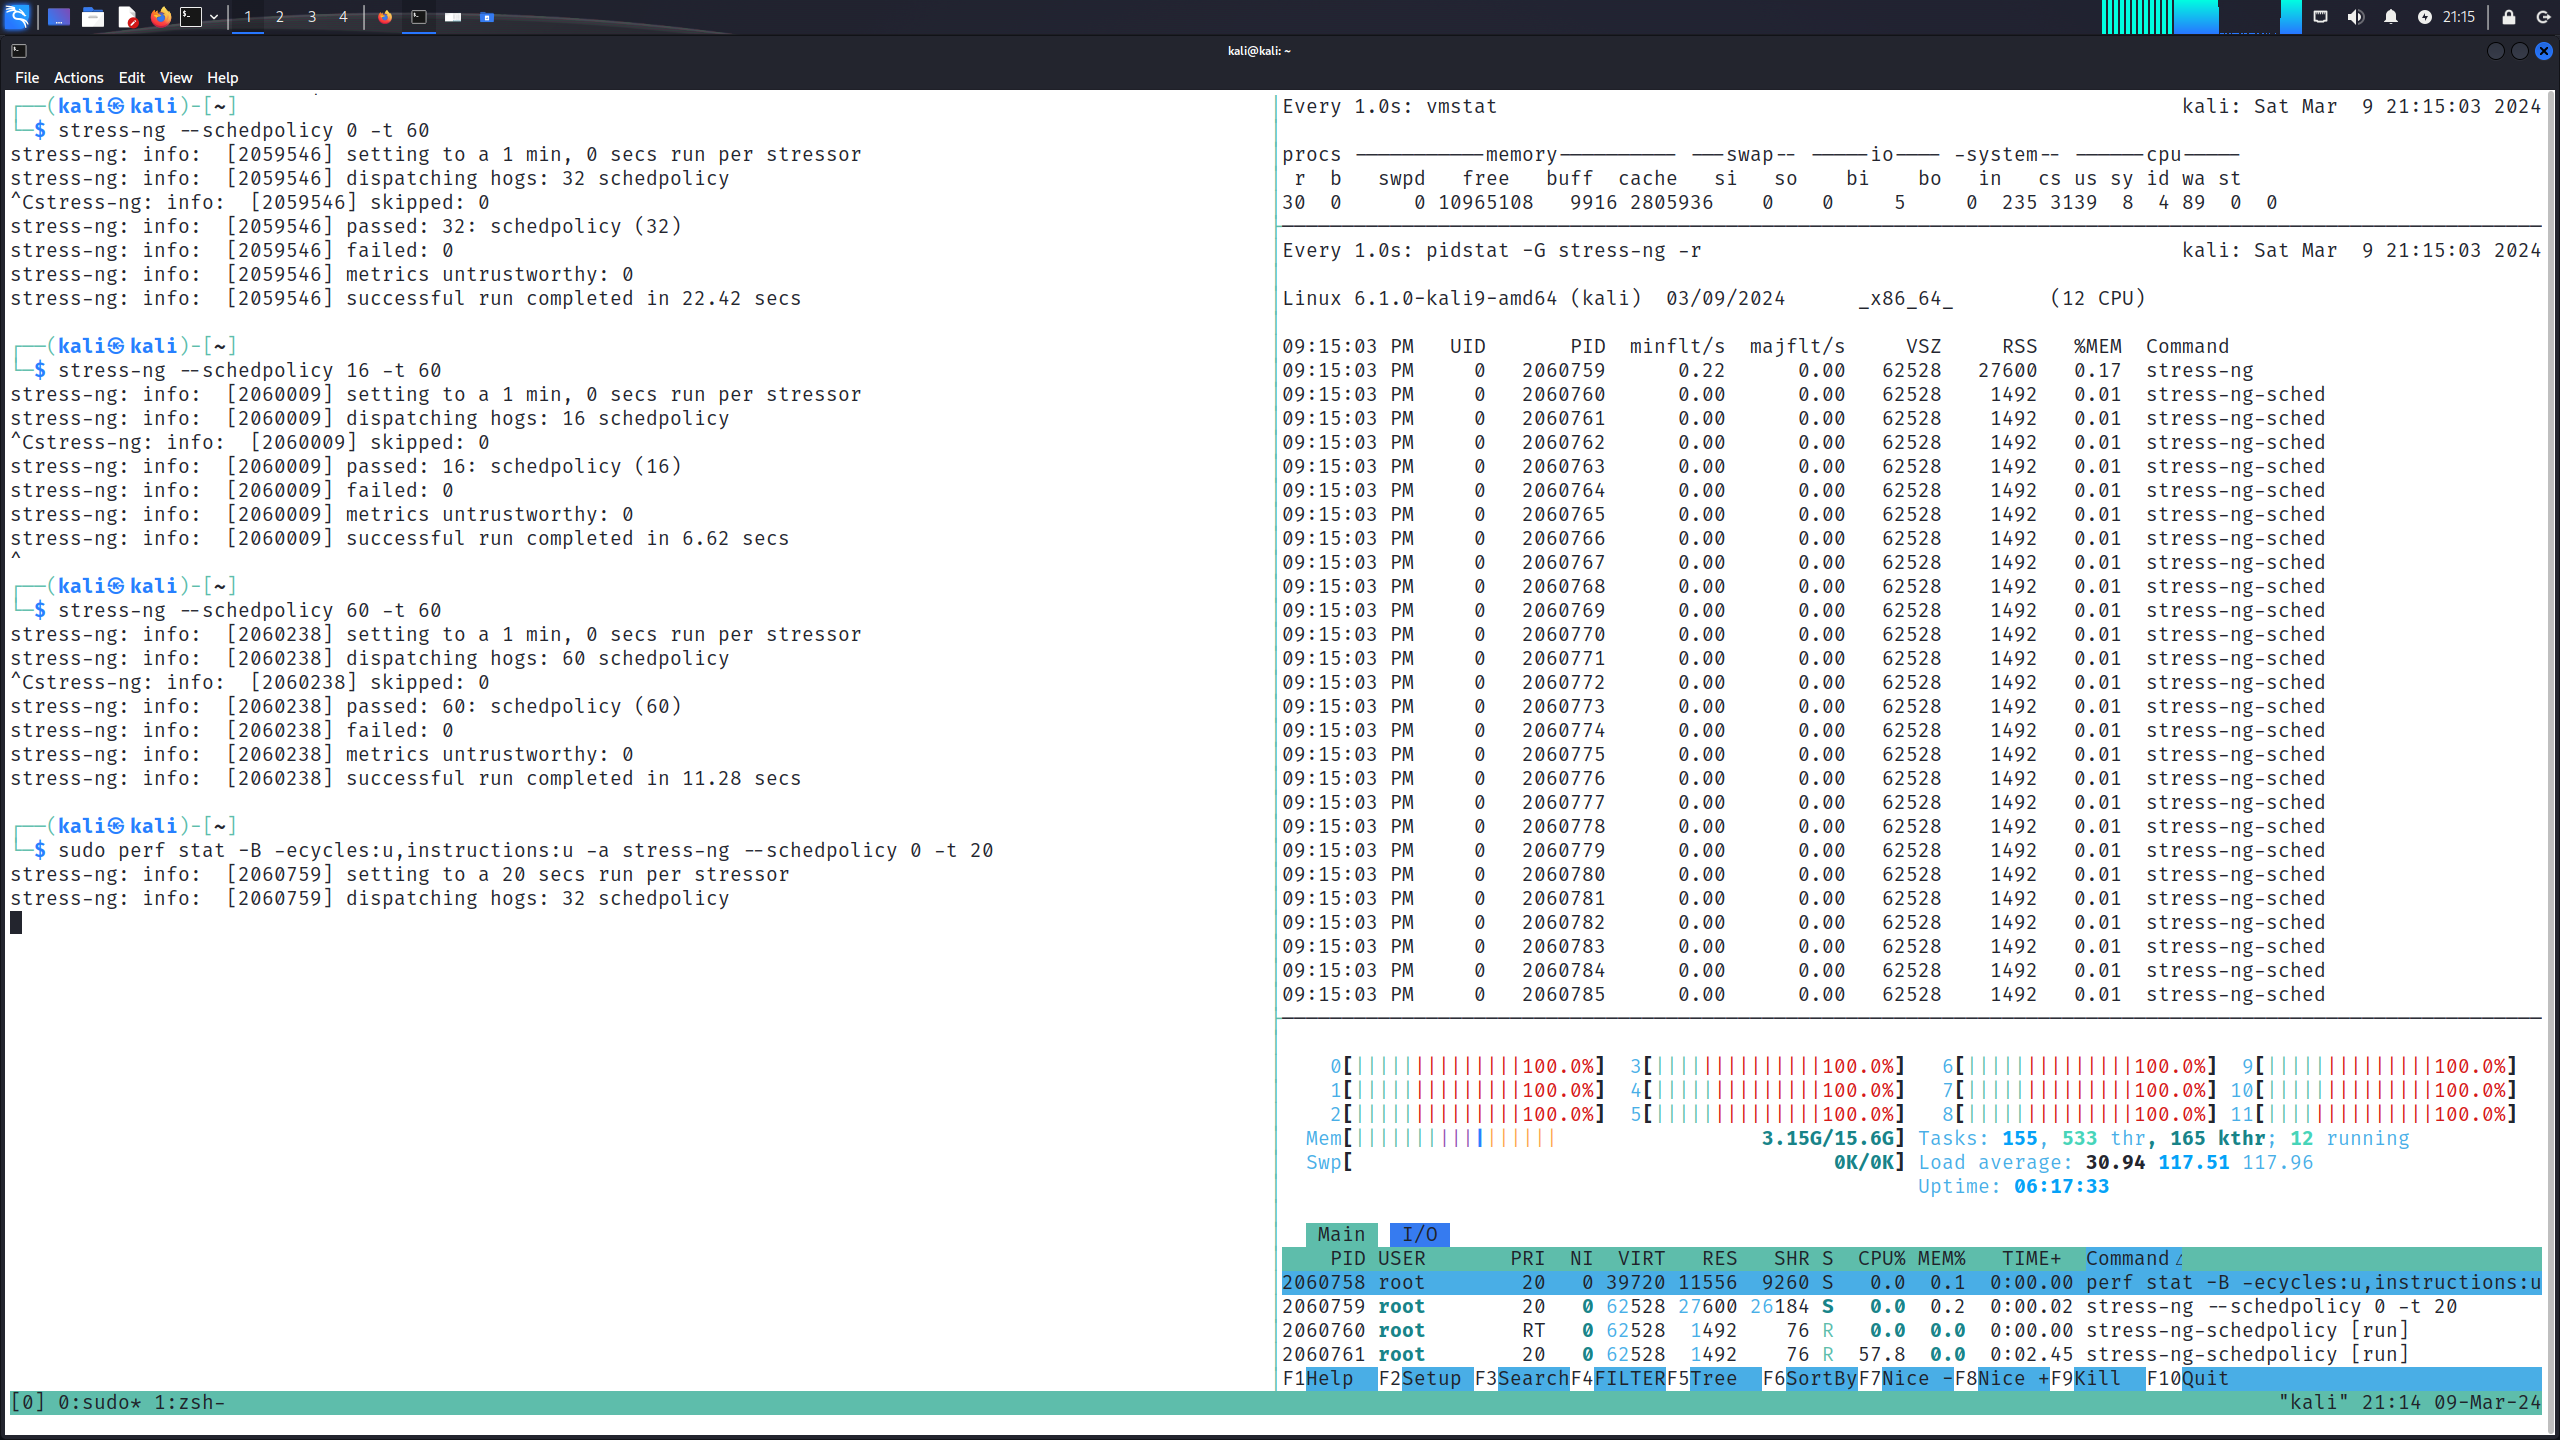 1 2 3 4 21:15
kali@kali: ~
File Actions Edit View Help
┌──(kali㉿kali)-[~]
└─$ stress-ng --schedpolicy 0 -t 60
stress-ng: info:  [2059546] setting to a 1 min, 0 secs run per stressor
stress-ng: info:  [2059546] dispatching hogs: 32 schedpolicy
^Cstress-ng: info:  [2059546] skipped: 0
stress-ng: info:  [2059546] passed: 32: schedpolicy (32)
stress-ng: info:  [2059546] failed: 0
stress-ng: info:  [2059546] metrics untrustworthy: 0
stress-ng: info:  [2059546] successful run completed in 22.42 secs
┌──(kali㉿kali)-[~]
└─$ stress-ng --schedpolicy 16 -t 60
stress-ng: info:  [2060009] setting to a 1 min, 0 secs run per stressor
stress-ng: info:  [2060009] dispatching hogs: 16 schedpolicy
^Cstress-ng: info:  [2060009] skipped: 0
stress-ng: info:  [2060009] passed: 16: schedpolicy (16)
stress-ng: info:  [2060009] failed: 0
stress-ng: info:  [2060009] metrics untrustworthy: 0
stress-ng: info:  [2060009] successful run completed in 6.62 secs
^
┌──(kali㉿kali)-[~]
└─$ stress-ng --schedpolicy 60 -t 60
stress-ng: info:  [2060238] setting to a 1 min, 0 secs run per stressor
stress-ng: info:  [2060238] dispatching hogs: 60 schedpolicy
^Cstress-ng: info:  [2060238] skipped: 0
stress-ng: info:  [2060238] passed: 60: schedpolicy (60)
stress-ng: info:  [2060238] failed: 0
stress-ng: info:  [2060238] metrics untrustworthy: 0
stress-ng: info:  [2060238] successful run completed in 11.28 secs
┌──(kali㉿kali)-[~]
└─$ sudo perf stat -B -ecycles:u,instructions:u -a stress-ng --schedpolicy 0 -t 20
stress-ng: info:  [2060759] setting to a 20 secs run per stressor
stress-ng: info:  [2060759] dispatching hogs: 32 schedpolicy
Every 1.0s: vmstat kali: Sat Mar  9 21:15:03 2024
procs -----------memory---------- ---swap-- -----io---- -system-- ------cpu-----
r b swpd free buff cache si so bi bo in cs us sy id wa st
30 0 0 10965108 9916 2805936 0 0 5 0 235 3139 8 4 89 0 0
Every 1.0s: pidstat -G stress-ng -r kali: Sat Mar  9 21:15:03 2024
Linux 6.1.0-kali9-amd64 (kali) 03/09/2024 _x86_64_ (12 CPU)
09:15:03 PM UID PID minflt/s majflt/s VSZ RSS %MEM Command
09:15:03 PM 0 2060759 0.22 0.00 62528 27600 0.17 stress-ng
09:15:03 PM 0 2060760 0.00 0.00 62528 1492 0.01 stress-ng-sched
09:15:03 PM 0 2060761 0.00 0.00 62528 1492 0.01 stress-ng-sched
09:15:03 PM 0 2060762 0.00 0.00 62528 1492 0.01 stress-ng-sched
09:15:03 PM 0 2060763 0.00 0.00 62528 1492 0.01 stress-ng-sched
09:15:03 PM 0 2060764 0.00 0.00 62528 1492 0.01 stress-ng-sched
09:15:03 PM 0 2060765 0.00 0.00 62528 1492 0.01 stress-ng-sched
09:15:03 PM 0 2060766 0.00 0.00 62528 1492 0.01 stress-ng-sched
09:15:03 PM 0 2060767 0.00 0.00 62528 1492 0.01 stress-ng-sched
09:15:03 PM 0 2060768 0.00 0.00 62528 1492 0.01 stress-ng-sched
09:15:03 PM 0 2060769 0.00 0.00 62528 1492 0.01 stress-ng-sched
09:15:03 PM 0 2060770 0.00 0.00 62528 1492 0.01 stress-ng-sched
09:15:03 PM 0 2060771 0.00 0.00 62528 1492 0.01 stress-ng-sched
09:15:03 PM 0 2060772 0.00 0.00 62528 1492 0.01 stress-ng-sched
09:15:03 PM 0 2060773 0.00 0.00 62528 1492 0.01 stress-ng-sched
09:15:03 PM 0 2060774 0.00 0.00 62528 1492 0.01 stress-ng-sched
09:15:03 PM 0 2060775 0.00 0.00 62528 1492 0.01 stress-ng-sched
09:15:03 PM 0 2060776 0.00 0.00 62528 1492 0.01 stress-ng-sched
09:15:03 PM 0 2060777 0.00 0.00 62528 1492 0.01 stress-ng-sched
09:15:03 PM 0 2060778 0.00 0.00 62528 1492 0.01 stress-ng-sched
09:15:03 PM 0 2060779 0.00 0.00 62528 1492 0.01 stress-ng-sched
09:15:03 PM 0 2060780 0.00 0.00 62528 1492 0.01 stress-ng-sched
09:15:03 PM 0 2060781 0.00 0.00 62528 1492 0.01 stress-ng-sched
09:15:03 PM 0 2060782 0.00 0.00 62528 1492 0.01 stress-ng-sched
09:15:03 PM 0 2060783 0.00 0.00 62528 1492 0.01 stress-ng-sched
09:15:03 PM 0 2060784 0.00 0.00 62528 1492 0.01 stress-ng-sched
09:15:03 PM 0 2060785 0.00 0.00 62528 1492 0.01 stress-ng-sched
0[||||||||||||||100.0%] 3[||||||||||||||100.0%] 6[||||||||||||||100.0%] 9[||||||||||||||100.0%]
1[||||||||||||||100.0%] 4[||||||||||||||100.0%] 7[||||||||||||||100.0%] 10[||||||||||||||100.0%]
2[||||||||||||||100.0%] 5[||||||||||||||100.0%] 8[||||||||||||||100.0%] 11[||||||||||||||100.0%]
Mem[||||||||||||||||| 3.15G/15.6G] Tasks: 155, 533 thr, 165 kthr; 12 running
Swp[ 0K/0K] Load average: 30.94 117.51 117.96
Uptime: 06:17:33
Main I/O
PID USER PRI NI VIRT RES SHR S CPU% MEM% TIME+ Command△
2060758 root 20 0 39720 11556 9260 S 0.0 0.1 0:00.00 perf stat -B -ecycles:u,instructions:u
2060759 root 20 0 62528 27600 26184 S 0.0 0.2 0:00.02 stress-ng --schedpolicy 0 -t 20
2060760 root RT 0 62528 1492 76 R 0.0 0.0 0:00.00 stress-ng-schedpolicy [run]
2060761 root 20 0 62528 1492 76 R 57.8 0.0 0:02.45 stress-ng-schedpolicy [run]
F1Help F2Setup F3SearchF4FILTERF5Tree F6SortByF7Nice -F8Nice +F9Kill F10Quit
[0] 0:sudo* 1:zsh- "kali" 21:14 09-Mar-24